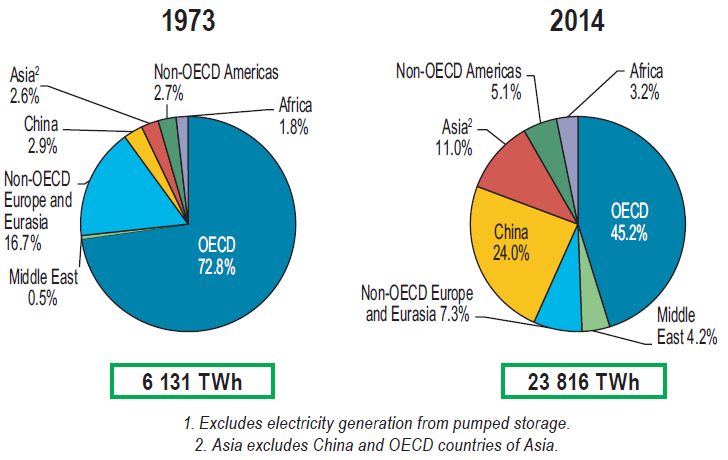 1973
Asia2
2.6%
Non-OECD Americas
2.7%
Africa
1.8%
China
2.9%
Non-OECD
Europe and
Eurasia
16.7%
Middle East
0.5%
OECD
72.8%
6 131 TWh
2014
Non-OECD Americas
5.1%
Africa
3.2%
Asia2
11.0%
OECD
45.2%
China
24.0%
Non-OECD Europe
and Eurasia 7.3%
Middle
East 4.2%
23 816 TWh
1. Excludes electricity generation from pumped storage.
2. Asia excludes China and OECD countries of Asia.